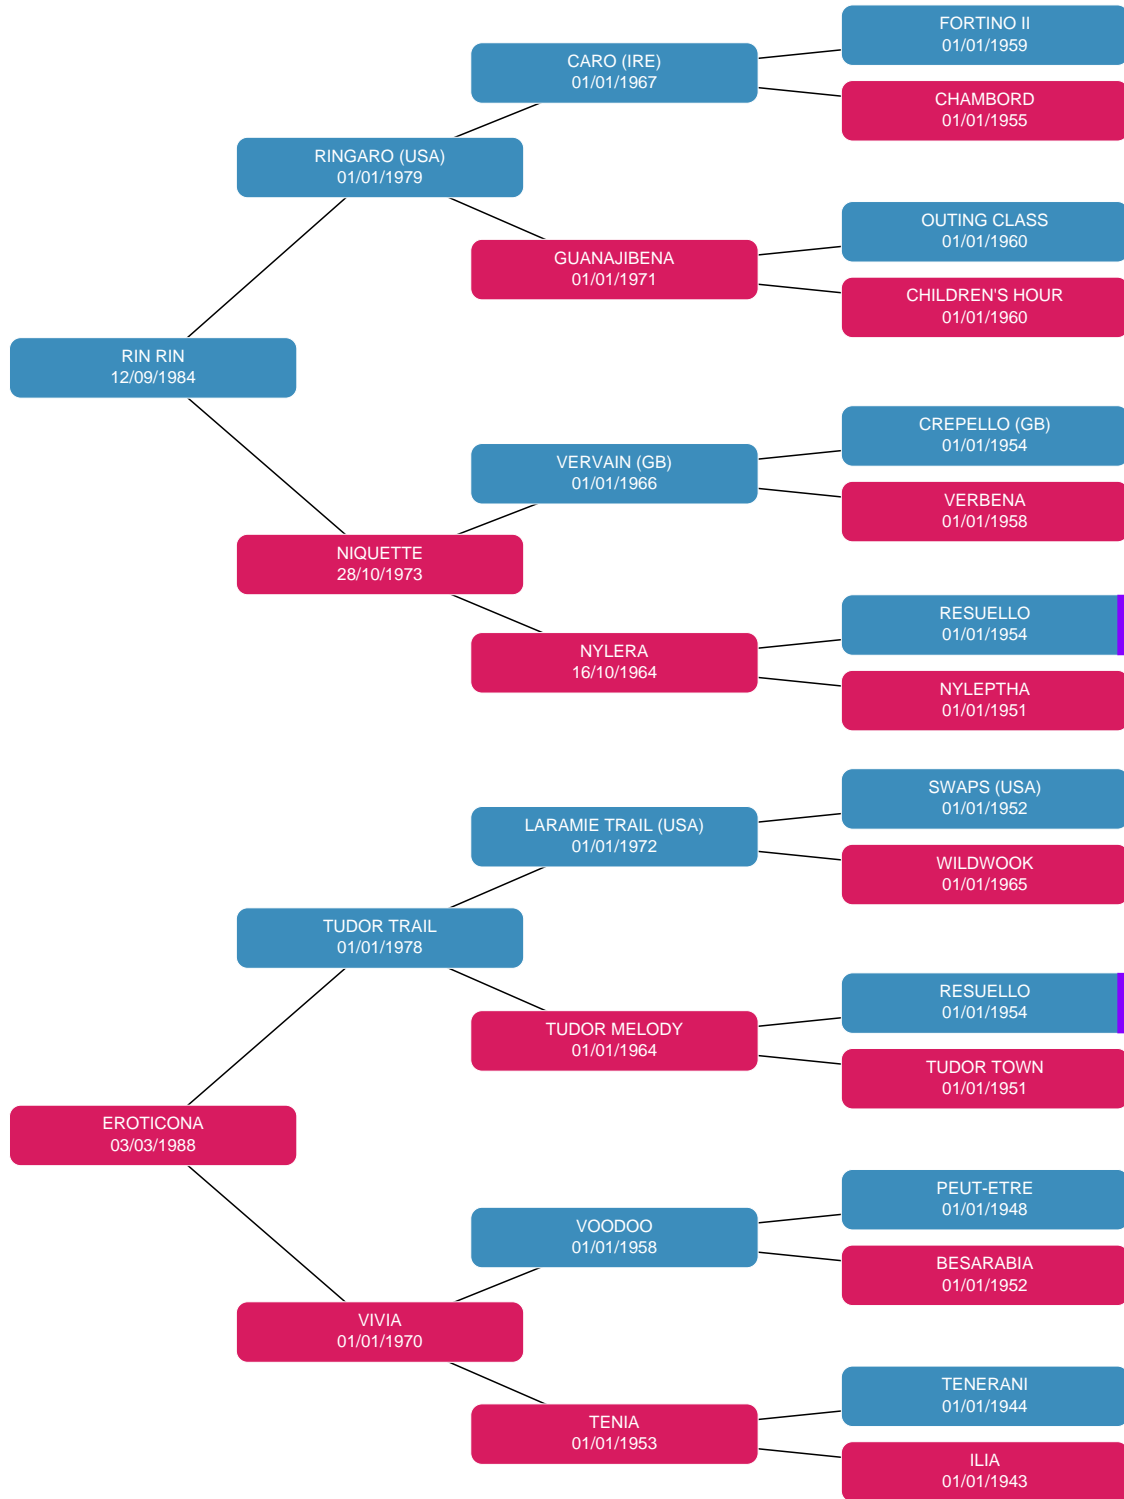 FORTINO II
01/01/1959
CARO (IRE)
01/01/1967
CHAMBORD
01/01/1955
RINGARO (USA)
01/01/1979
OUTING CLASS
01/01/1960
GUANAJIBENA
01/01/1971
CHILDREN'S HOUR
01/01/1960
RIN RIN
12/09/1984
CREPELLO (GB)
01/01/1954
VERVAIN (GB)
01/01/1966
VERBENA
01/01/1958
NIQUETTE
28/10/1973
RESUELLO
01/01/1954
NYLERA
16/10/1964
NYLEPTHA
01/01/1951
SWAPS (USA)
01/01/1952
LARAMIE TRAIL (USA)
01/01/1972
WILDWOOK
01/01/1965
TUDOR TRAIL
01/01/1978
RESUELLO
01/01/1954
TUDOR MELODY
01/01/1964
TUDOR TOWN
01/01/1951
EROTICONA
03/03/1988
PEUT-ETRE
01/01/1948
VOODOO
01/01/1958
BESARABIA
01/01/1952
VIVIA
01/01/1970
TENERANI
01/01/1944
TENIA
01/01/1953
ILIA
01/01/1943